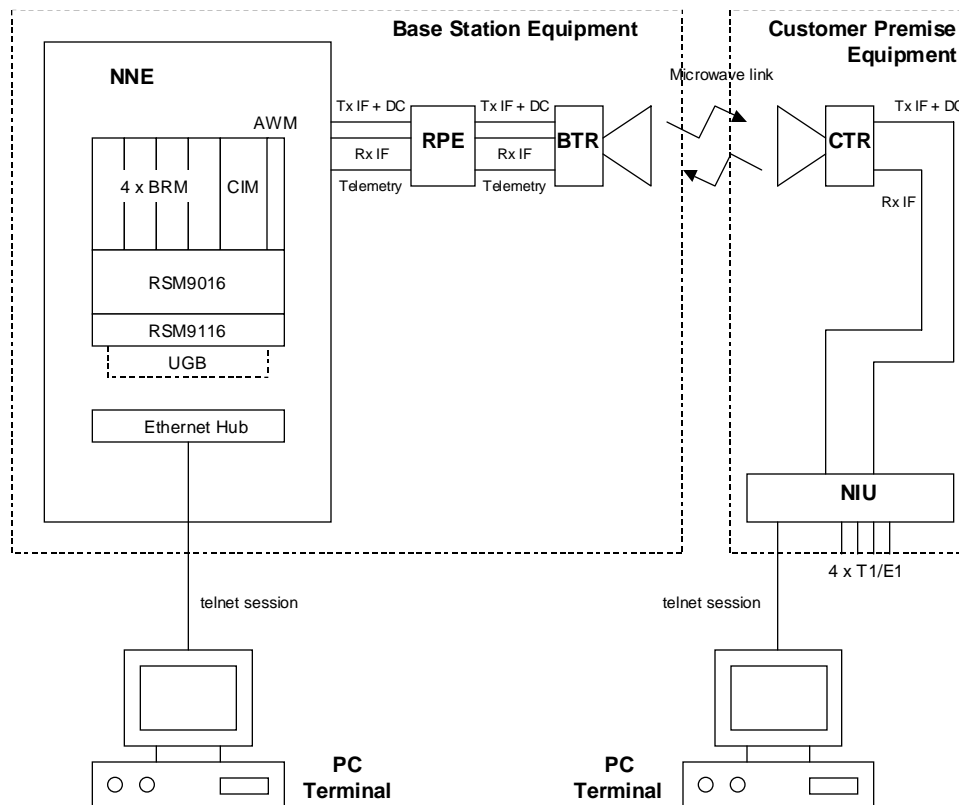 Base Station Equipment
Customer Premise
Equipment
NNE
Microwave link
Tx IF + DC
Tx IF + DC
Tx IF + DC
AWM
RPE
BTR
CTR
Rx IF
Rx IF
4 x BRM
CIM
Telemetry
Telemetry
Rx IF
RSM9016
RSM9116
UGB
Ethernet Hub
NIU
4 x T1/E1
telnet session
telnet session
PC
Terminal
PC
Terminal